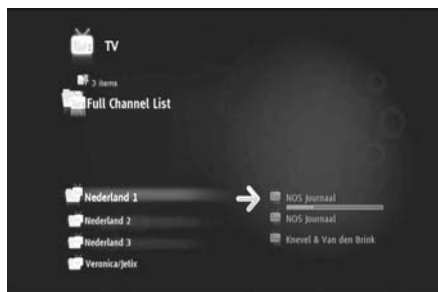 TV
3 items
Full Channel List
Nederland 1
NOS Journaal
Nederland 2
NOS Journaal
Nederland 3
Knevel & Van den Brink
Veronica/Jetix